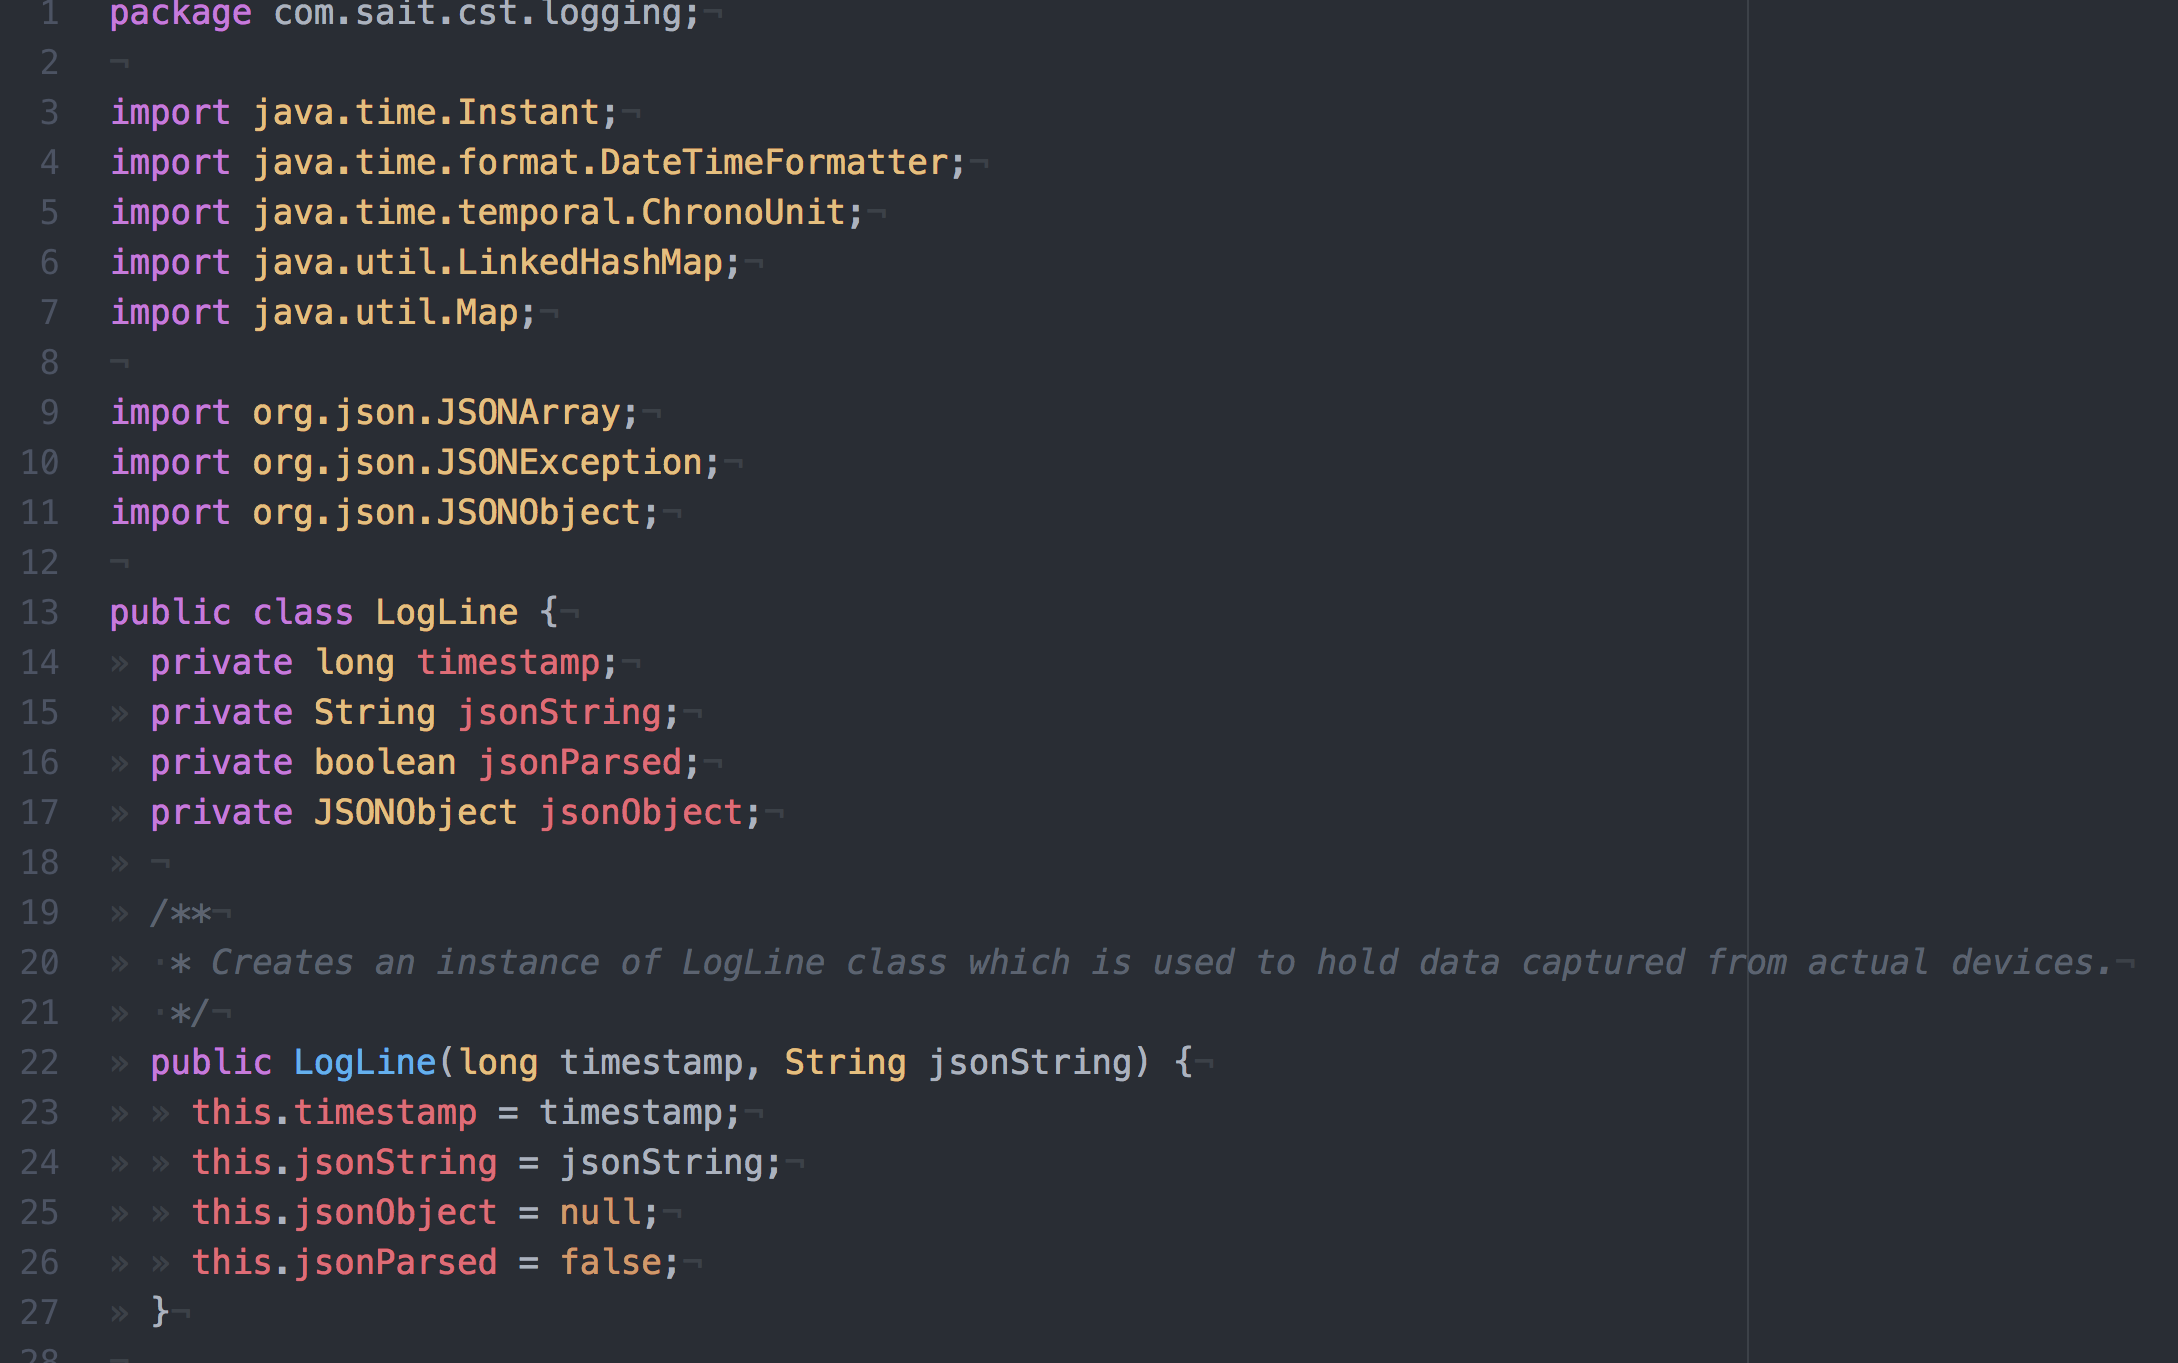 1 package com.sait.cst.logging;¬
2 ¬
3 import java.time.Instant;¬
4 import java.time.format.DateTimeFormatter;¬
5 import java.time.temporal.ChronoUnit;¬
6 import java.util.LinkedHashMap;¬
7 import java.util.Map;¬
8 ¬
9 import org.json.JSONArray;¬
10 import org.json.JSONException;¬
11 import org.json.JSONObject;¬
12 ¬
13 public class LogLine {¬
14 » private long timestamp;¬
15 » private String jsonString;¬
16 » private boolean jsonParsed;¬
17 » private JSONObject jsonObject;¬
18 » ¬
19 » /**¬
20 » ·* Creates an instance of LogLine class which is used to hold data captured from actual devices.¬
21 » ·*/¬
22 » public LogLine(long timestamp, String jsonString) {¬
23 » » this.timestamp = timestamp;¬
24 » » this.jsonString = jsonString;¬
25 » » this.jsonObject = null;¬
26 » » this.jsonParsed = false;¬
27 » }¬
28 ¬